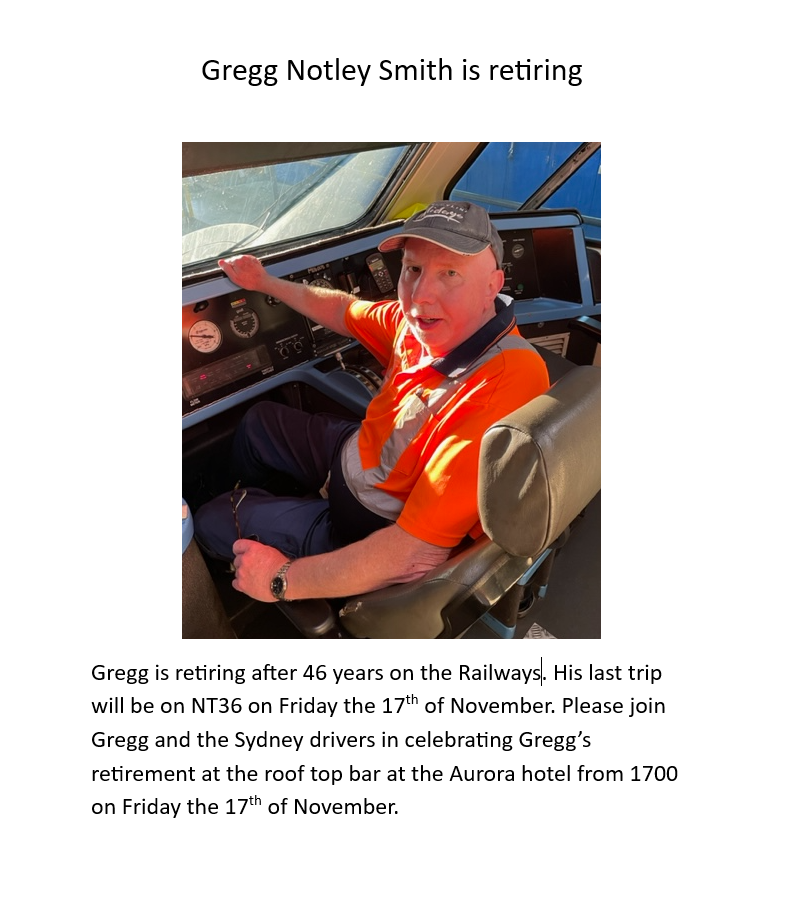 Gregg Notley Smith is retiring
Gregg is retiring after 46 years on the Railways. His last trip
will be on NT36 on Friday the 17th of November. Please join
Gregg and the Sydney drivers in celebrating Gregg’s
retirement at the roof top bar at the Aurora hotel from 1700
on Friday the 17th of November.